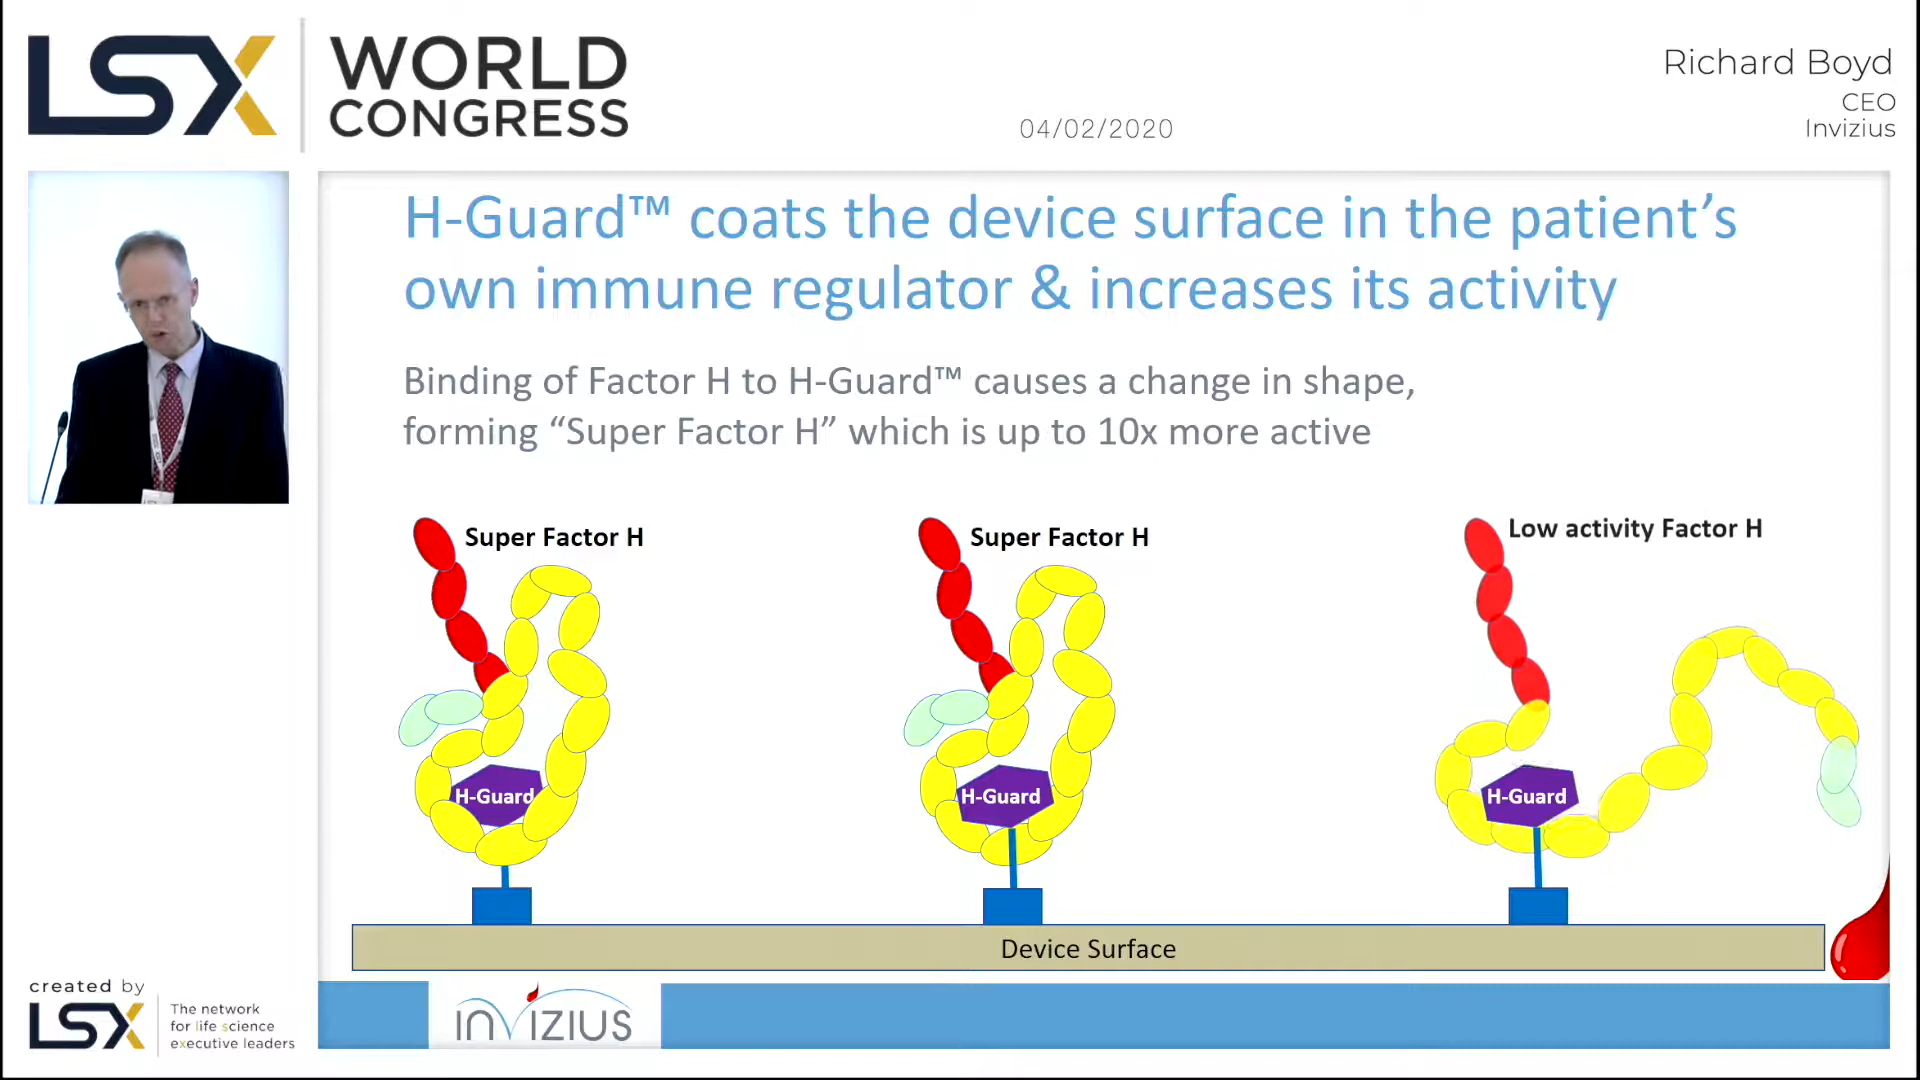 LSX
WORLD
CONGRESS
04/02/2020
Richard Boyd
CEO
Invizius
H-Guard™ coats the device surface in the patient’s
own immune regulator & increases its activity
Binding of Factor H to H-Guard™ causes a change in shape,
forming “Super Factor H” which is up to 10x more active
Super Factor H
Super Factor H
Low activity Factor H
H-Guard
H-Guard
H-Guard
Device Surface
created by
LSX
The network
for life science
executive leaders
INVIZIUS